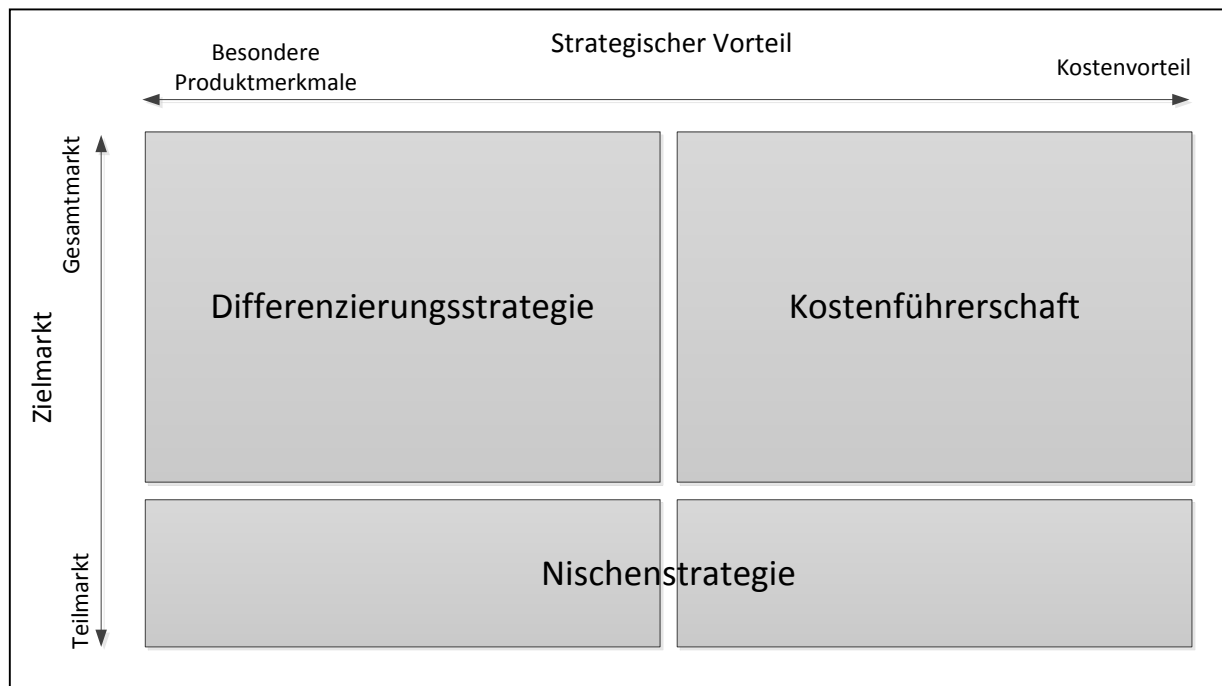 Strategischer Vorteil
Besondere
Produktmerkmale
Kostenvorteil
Zielmarkt
Gesamtmarkt
Teilmarkt
Differenzierungsstrategie
Kostenführerschaft
Nischenstrategie